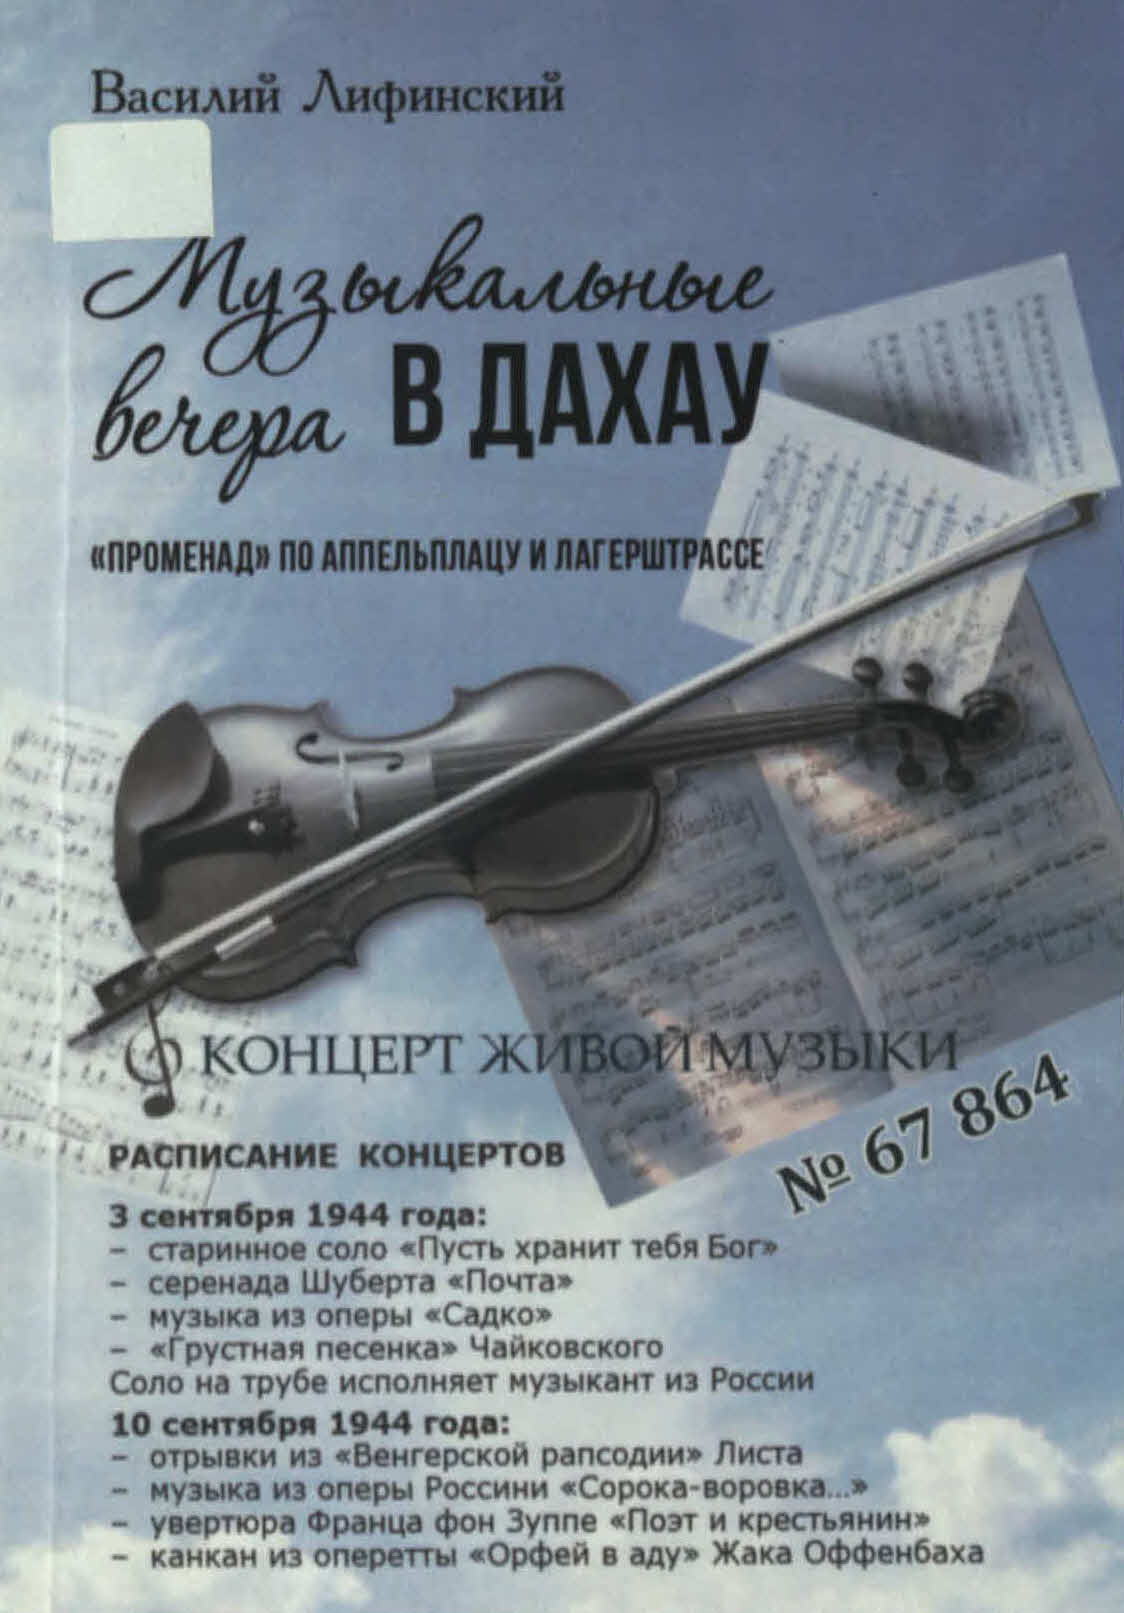 Василий Лифинский
Музыкальные
вечера В ДАХАУ
«ПРОМЕНАД» ПО АППЕЛЬПЛАЦУ И ЛАГЕРШТРАССЕ
КОНЦЕРТ ЖИВОЙ МУЗЫКИ
№ 67 864
РАСПИСАНИЕ КОНЦЕРТОВ
3 сентября 1944 года:
– старинное соло «Пусть хранит тебя Бог»
– серенада Шуберта «Почта»
– музыка из оперы «Садко»
– «Грустная песенка» Чайковского
Соло на трубе исполняет музыкант из России
10 сентября 1944 года:
– отрывки из «Венгерской рапсодии» Листа
– музыка из оперы Россини «Сорока-воровка...»
– увертюра Франца фон Зуппе «Поэт и крестьянин»
– канкан из оперетты «Орфей в аду» Жака Оффенбаха